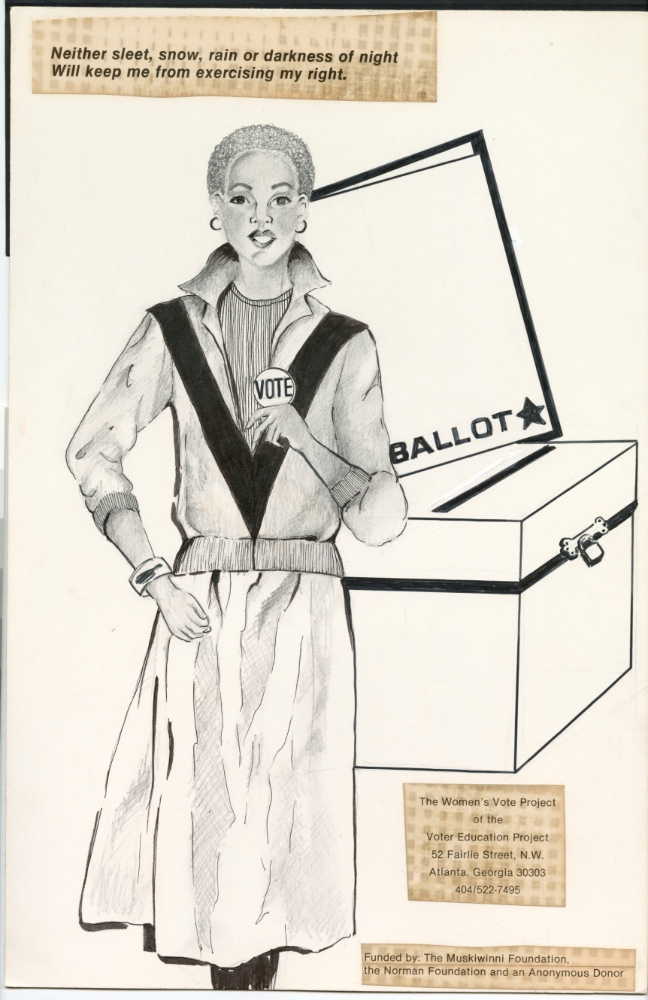 Neither sleet, snow, rain or darkness of night
Will keep me from exercising my right.
VOTE
BALLOT
The Women's Vote Project
of the
Voter Education Project
52 Fairlie Street, N.W.
Atlanta, Georgia 30303
404/522-7495
Funded by: The Muskiwinni Foundation,
the Norman Foundation and an Anonymous Donor